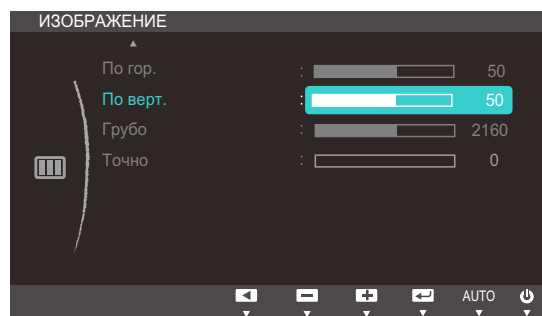 ИЗОБРАЖЕНИЕ
По гор. : 50
По верт. : 50
Грубо : 2160
Точно : 0
AUTO